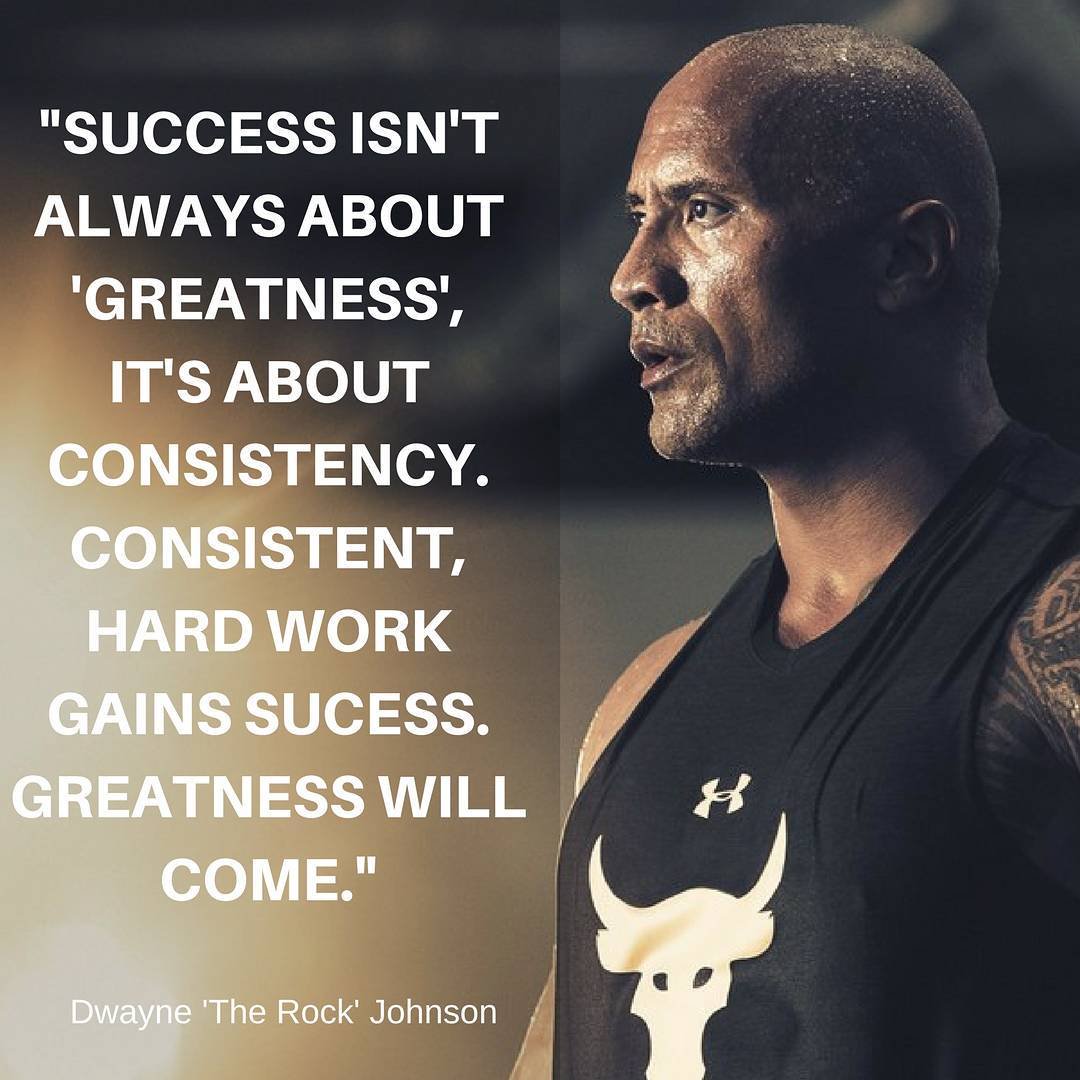 "SUCCESS ISN'T
ALWAYS ABOUT
'GREATNESS',
IT'S ABOUT
CONSISTENCY.
CONSISTENT,
HARD WORK
GAINS SUCESS.
GREATNESS WILL
COME."
Dwayne 'The Rock' Johnson